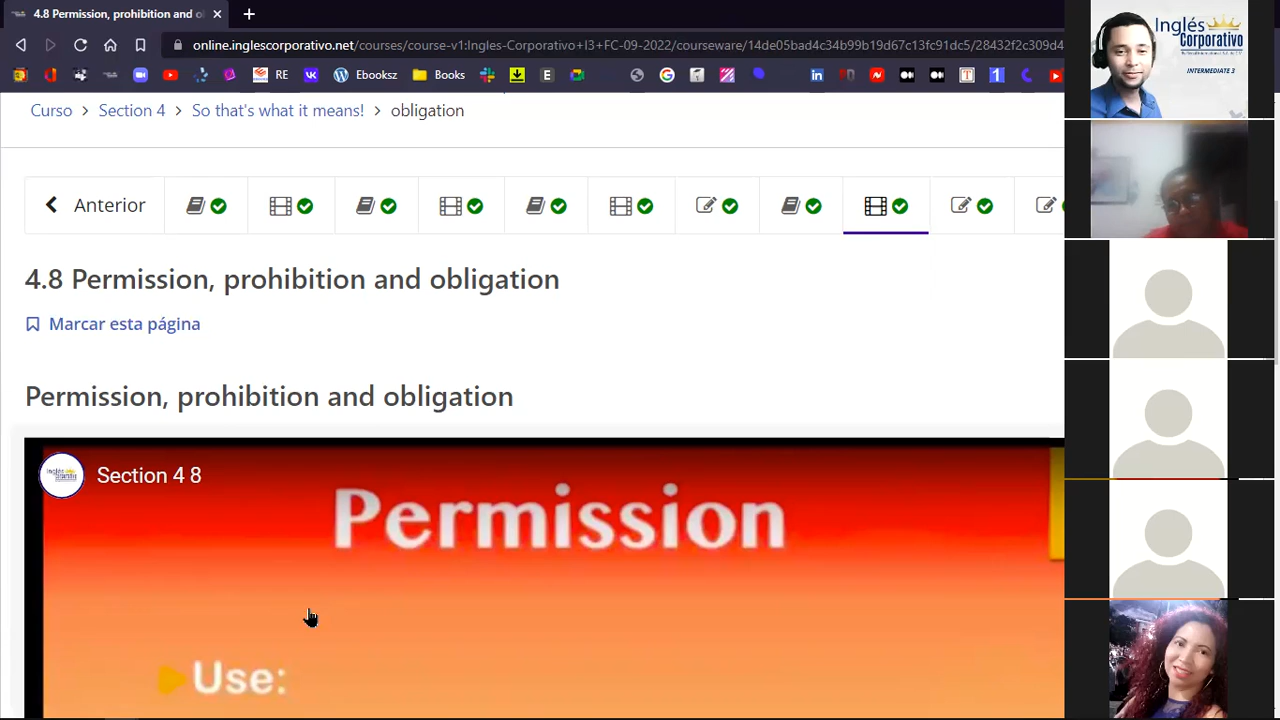 4.8 Permission, prohibition and o
online.inglescorporativo.net/courses/course-v1:Ingles-Corporativo+I3+FC-09-2022/courseware/14de05bad4c34b99b19d67c13fc91dc5/28432f2c309d4
RE
Ebooksz
Tools
Curso > Section 4 > So that's what it means! > obligation
Anterior
4.8 Permission, prohibition and obligation
Marcar esta página
Permission, prohibition and obligation
Section 4 8
Permission
Use:
Inglés
Corporativo
INTERMEDIATE 3